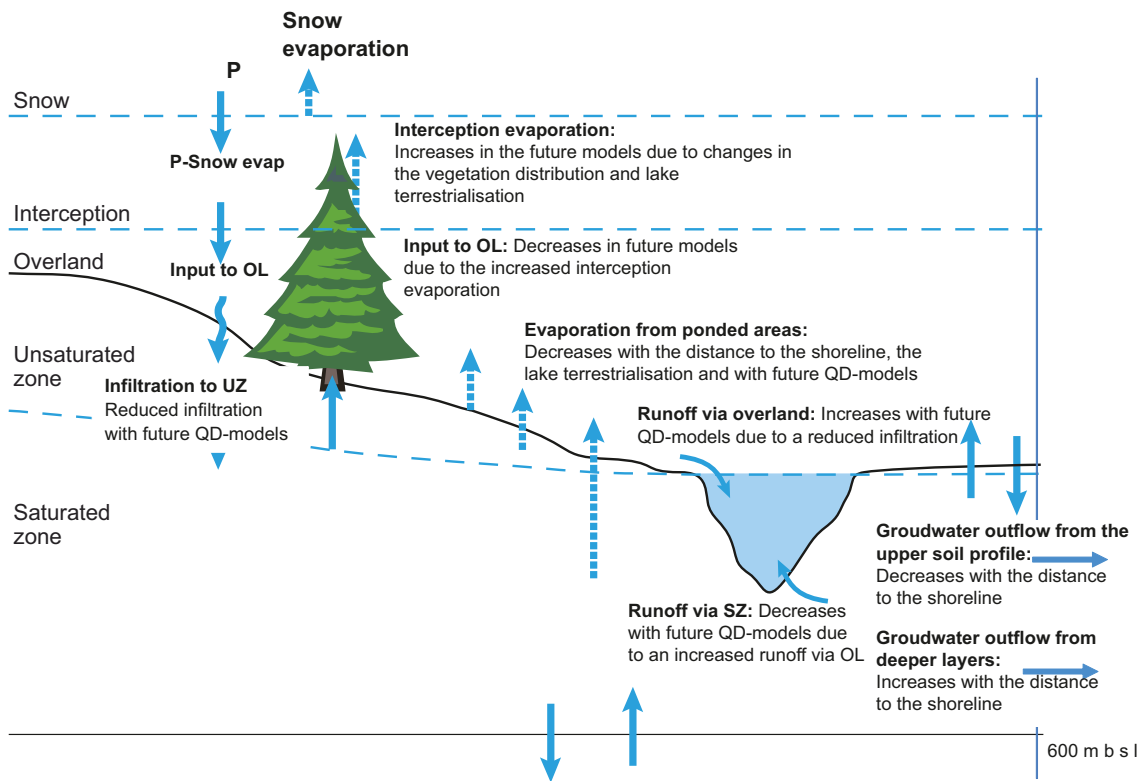 Snow
evaporation
P
Snow
P-Snow evap
Interception evaporation:
Increases in the future models due to changes in
the vegetation distribution and lake
terrestrialisation
Interception
Input to OL
Input to OL: Decreases in future models
due to the increased interception
evaporation
Overland
Evaporation from ponded areas:
Decreases with the distance to the shoreline, the
lake terrestrialisation and with future QD-models
Unsaturated
zone
Infiltration to UZ
Reduced infiltration
with future QD-models
Runoff via overland: Increases with future
QD-models due to a reduced infiltration
Saturated
zone
Groudwater outflow from the
upper soil profile:
Decreases with the distance
to the shoreline
Runoff via SZ: Decreases
with future QD-models due
to an increased runoff via OL
Groudwater outflow from
deeper layers:
Increases with the distance
to the shoreline
600 m b s l